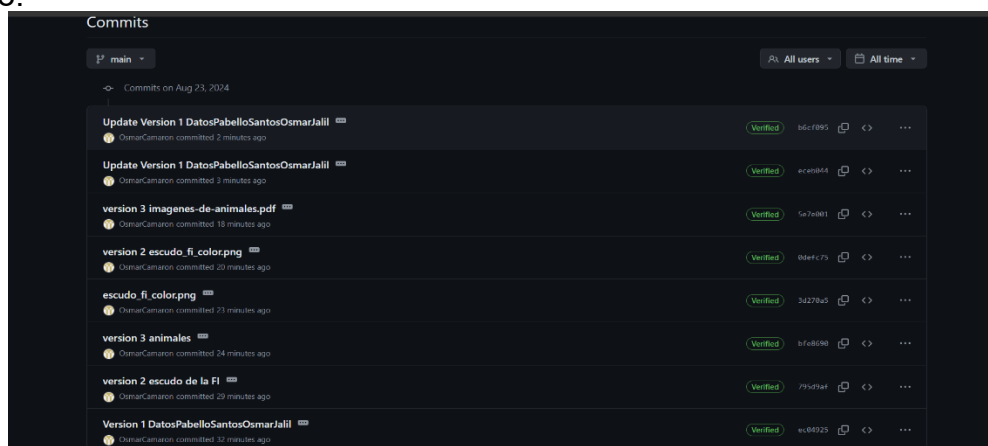 Commits
main
All users All time
Commits on Aug 23, 2024
Update Version 1 DatosPabelloSantosOsmarJalil
Verified b6cf095
OsmarCamaron committed 2 minutes ago
Update Version 1 DatosPabelloSantosOsmarJalil
Verified eceb044
OsmarCamaron committed 3 minutes ago
version 3 imagenes-de-animales.pdf
Verified 5e7e001
OsmarCamaron committed 18 minutes ago
version 2 escudo_fi_color.png
Verified 0defc75
OsmarCamaron committed 20 minutes ago
escudo_fi_color.png
Verified 3d270a5
OsmarCamaron committed 23 minutes ago
version 3 animales
Verified bfe8690
OsmarCamaron committed 24 minutes ago
version 2 escudo de la FI
Verified 795d9af
OsmarCamaron committed 29 minutes ago
Version 1 DatosPabelloSantosOsmarJalil
Verified ec04925
OsmarCamaron committed 32 minutes ago